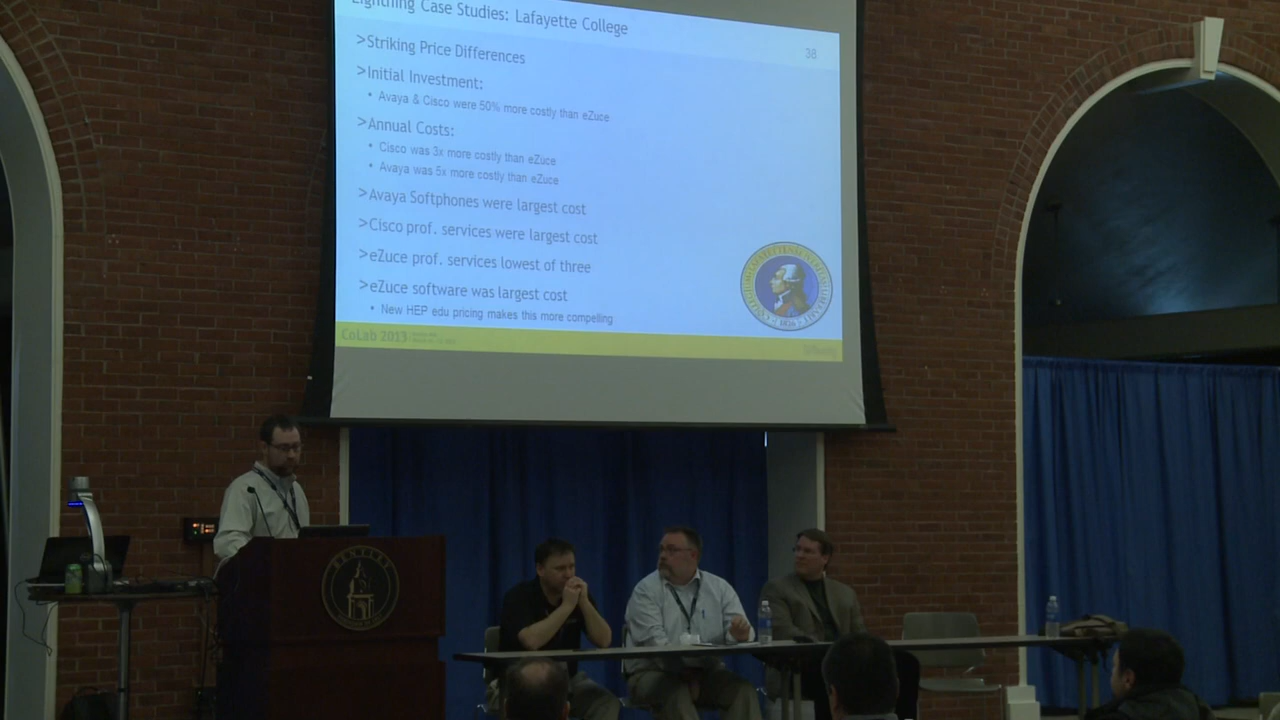 Lightning Case Studies: Lafayette College
38
>Striking Price Differences
>Initial Investment:
• Avaya & Cisco were 50% more costly than eZuce
>Annual Costs:
• Cisco was 3x more costly than eZuce
• Avaya was 5x more costly than eZuce
>Avaya Softphones were largest cost
>Cisco prof. services were largest cost
>eZuce prof. services lowest of three
>eZuce software was largest cost
• New HEP edu pricing makes this more compelling
CoLab 2013
BENTLEY